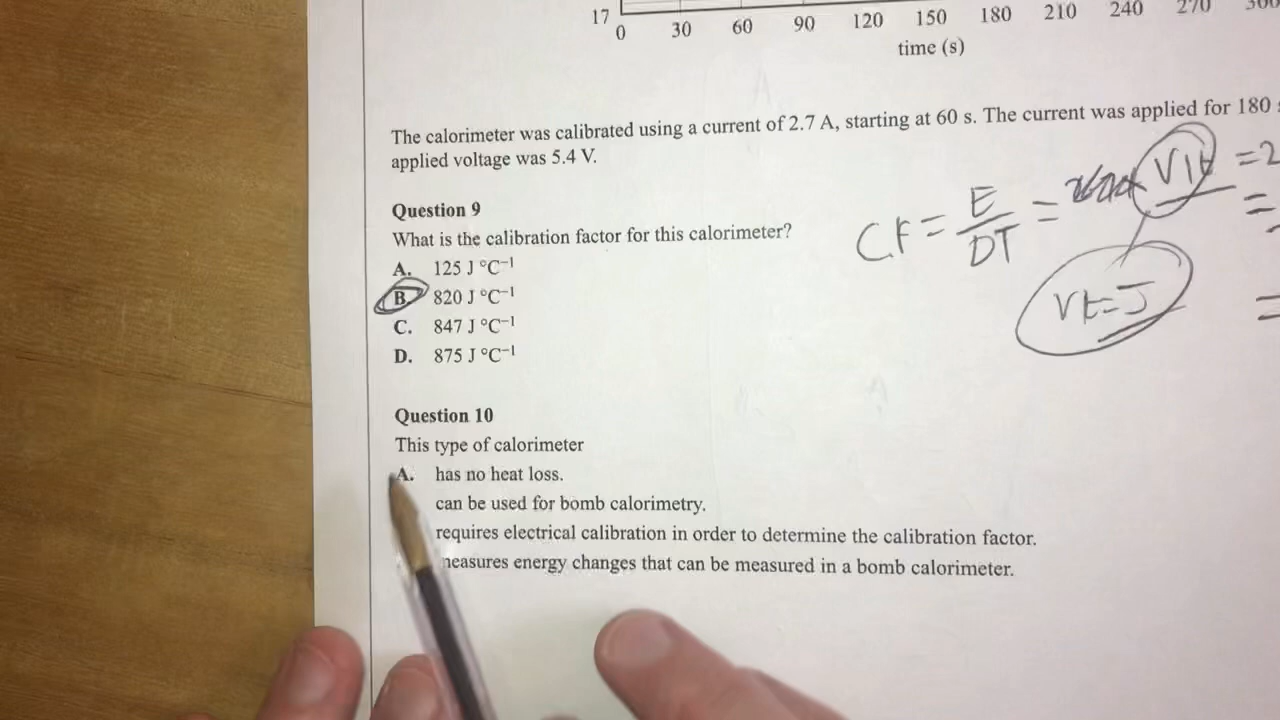 17
0 30 60 90 120 150 180 210 240 270 300
time (s)
The calorimeter was calibrated using a current of 2.7 A, starting at 60 s. The current was applied for 180
applied voltage was 5.4 V.
Question 9
What is the calibration factor for this calorimeter?
A. 125 J °C⁻¹
B. 820 J °C⁻¹
C. 847 J °C⁻¹
D. 875 J °C⁻¹
CF = E/DT = VIt = 2
Vt=J
Question 10
This type of calorimeter
A. has no heat loss.
can be used for bomb calorimetry.
requires electrical calibration in order to determine the calibration factor.
measures energy changes that can be measured in a bomb calorimeter.